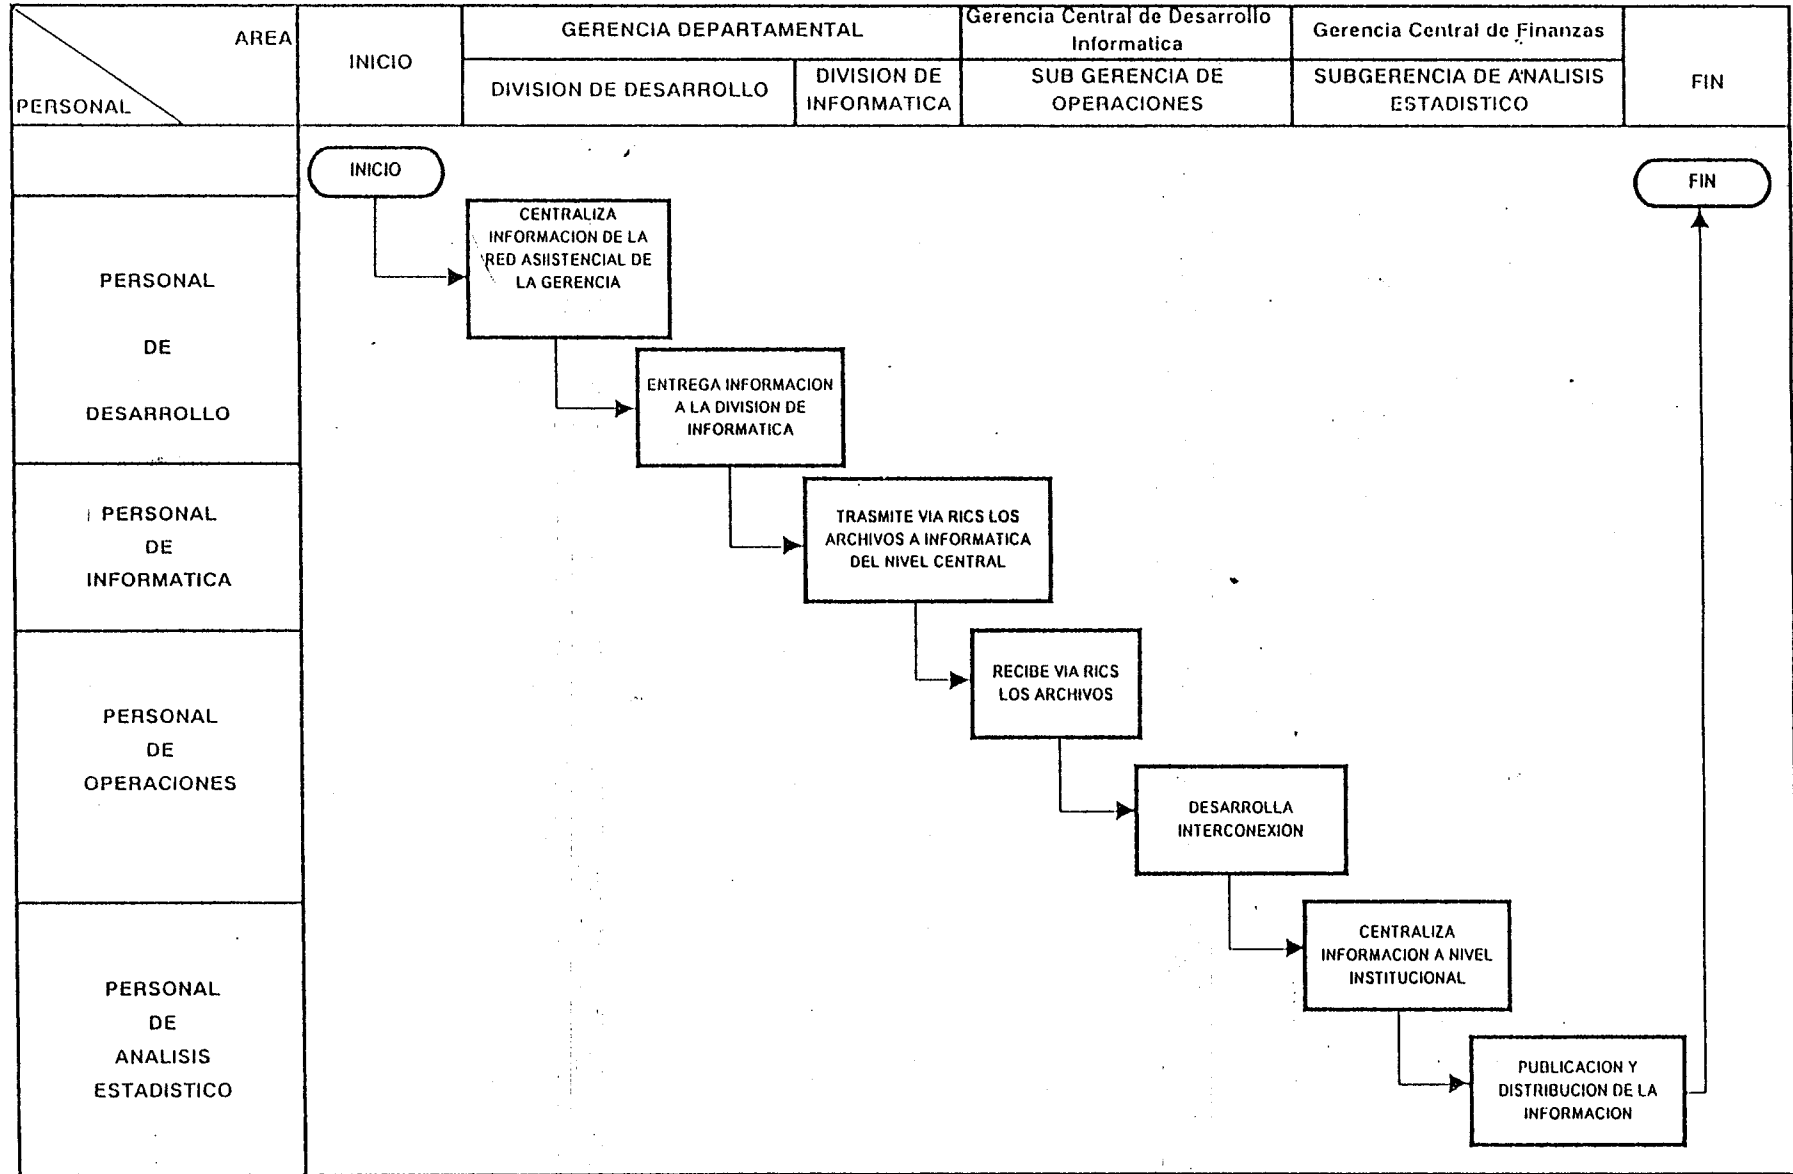 AREA
PERSONAL
INICIO
GERENCIA DEPARTAMENTAL
DIVISION DE DESARROLLO
DIVISION DE
INFORMATICA
Gerencia Central de Desarrollo
Informatica
SUB GERENCIA DE
OPERACIONES
Gerencia Central de Finanzas
SUBGERENCIA DE ANALISIS
ESTADISTICO
FIN
INICIO
FIN
PERSONAL
DE
DESARROLLO
CENTRALIZA
INFORMACION DE LA
RED ASIISTENCIAL DE
LA GERENCIA
ENTREGA INFORMACION
A LA DIVISION DE
INFORMATICA
PERSONAL
DE
INFORMATICA
TRASMITE VIA RICS LOS
ARCHIVOS A INFORMATICA
DEL NIVEL CENTRAL
PERSONAL
DE
OPERACIONES
RECIBE VIA RICS
LOS ARCHIVOS
DESARROLLA
INTERCONEXION
PERSONAL
DE
ANALISIS
ESTADISTICO
CENTRALIZA
INFORMACION A NIVEL
INSTITUCIONAL
PUBLICACION Y
DISTRIBUCION DE LA
INFORMACION